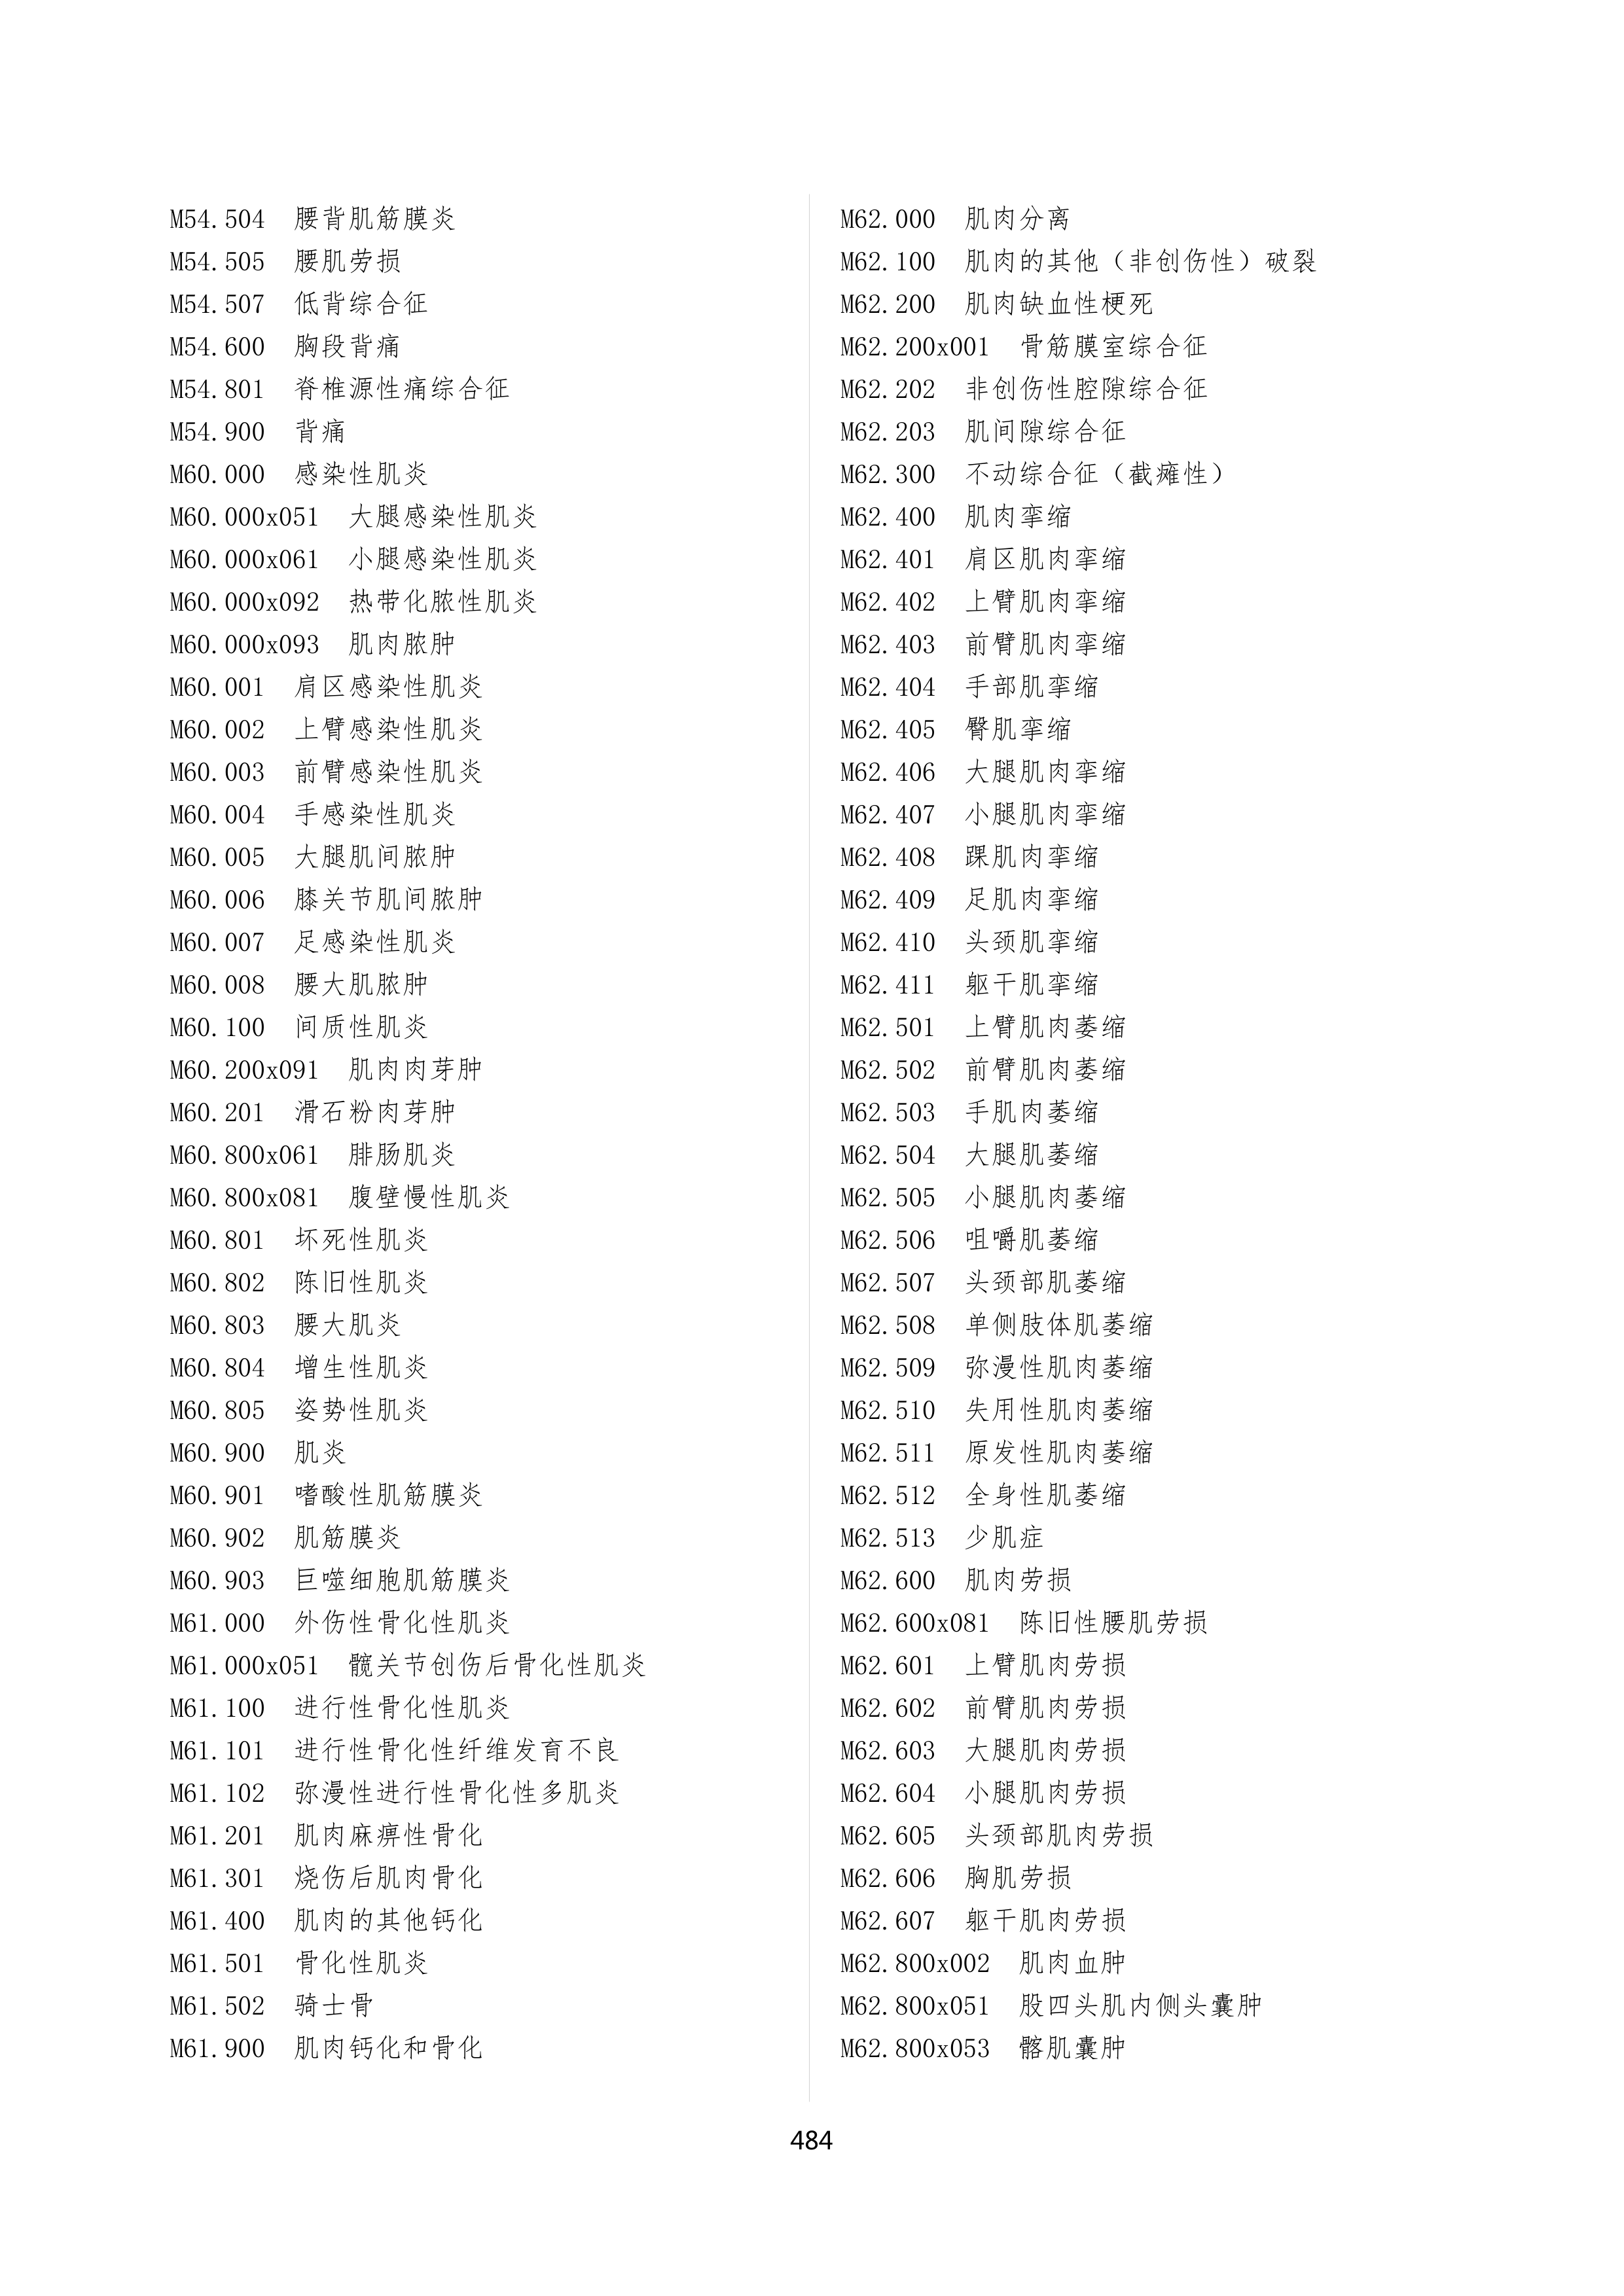 M54.504 腰背肌筋膜炎
M54.505 腰肌劳损
M54.507 低背综合征
M54.600 胸段背痛
M54.801 脊椎源性痛综合征
M54.900 背痛
M60.000 感染性肌炎
M60.000x051 大腿感染性肌炎
M60.000x061 小腿感染性肌炎
M60.000x092 热带化脓性肌炎
M60.000x093 肌肉脓肿
M60.001 肩区感染性肌炎
M60.002 上臂感染性肌炎
M60.003 前臂感染性肌炎
M60.004 手感染性肌炎
M60.005 大腿肌间脓肿
M60.006 膝关节肌间脓肿
M60.007 足感染性肌炎
M60.008 腰大肌脓肿
M60.100 间质性肌炎
M60.200x091 肌肉肉芽肿
M60.201 滑石粉肉芽肿
M60.800x061 腓肠肌炎
M60.800x081 腹壁慢性肌炎
M60.801 坏死性肌炎
M60.802 陈旧性肌炎
M60.803 腰大肌炎
M60.804 增生性肌炎
M60.805 姿势性肌炎
M60.900 肌炎
M60.901 嗜酸性肌筋膜炎
M60.902 肌筋膜炎
M60.903 巨噬细胞肌筋膜炎
M61.000 外伤性骨化性肌炎
M61.000x051 髋关节创伤后骨化性肌炎
M61.100 进行性骨化性肌炎
M61.101 进行性骨化性纤维发育不良
M61.102 弥漫性进行性骨化性多肌炎
M61.201 肌肉麻痹性骨化
M61.301 烧伤后肌肉骨化
M61.400 肌肉的其他钙化
M61.501 骨化性肌炎
M61.502 骑士骨
M61.900 肌肉钙化和骨化
M62.000 肌肉分离
M62.100 肌肉的其他（非创伤性）破裂
M62.200 肌肉缺血性梗死
M62.200x001 骨筋膜室综合征
M62.202 非创伤性腔隙综合征
M62.203 肌间隙综合征
M62.300 不动综合征（截瘫性）
M62.400 肌肉挛缩
M62.401 肩区肌肉挛缩
M62.402 上臂肌肉挛缩
M62.403 前臂肌肉挛缩
M62.404 手部肌挛缩
M62.405 臀肌挛缩
M62.406 大腿肌肉挛缩
M62.407 小腿肌肉挛缩
M62.408 踝肌肉挛缩
M62.409 足肌肉挛缩
M62.410 头颈肌挛缩
M62.411 躯干肌挛缩
M62.501 上臂肌肉萎缩
M62.502 前臂肌肉萎缩
M62.503 手肌肉萎缩
M62.504 大腿肌萎缩
M62.505 小腿肌肉萎缩
M62.506 咀嚼肌萎缩
M62.507 头颈部肌萎缩
M62.508 单侧肢体肌萎缩
M62.509 弥漫性肌肉萎缩
M62.510 失用性肌肉萎缩
M62.511 原发性肌肉萎缩
M62.512 全身性肌萎缩
M62.513 少肌症
M62.600 肌肉劳损
M62.600x081 陈旧性腰肌劳损
M62.601 上臂肌肉劳损
M62.602 前臂肌肉劳损
M62.603 大腿肌肉劳损
M62.604 小腿肌肉劳损
M62.605 头颈部肌肉劳损
M62.606 胸肌劳损
M62.607 躯干肌肉劳损
M62.800x002 肌肉血肿
M62.800x051 股四头肌内侧头囊肿
M62.800x053 髂肌囊肿
484